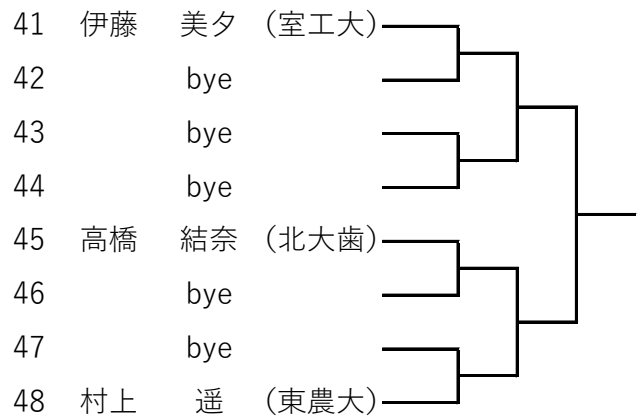 41 伊藤 美夕 (室工大)
42 bye
43 bye
44 bye
45 高橋 結奈 (北大歯)
46 bye
47 bye
48 村上 遥 (東農大)